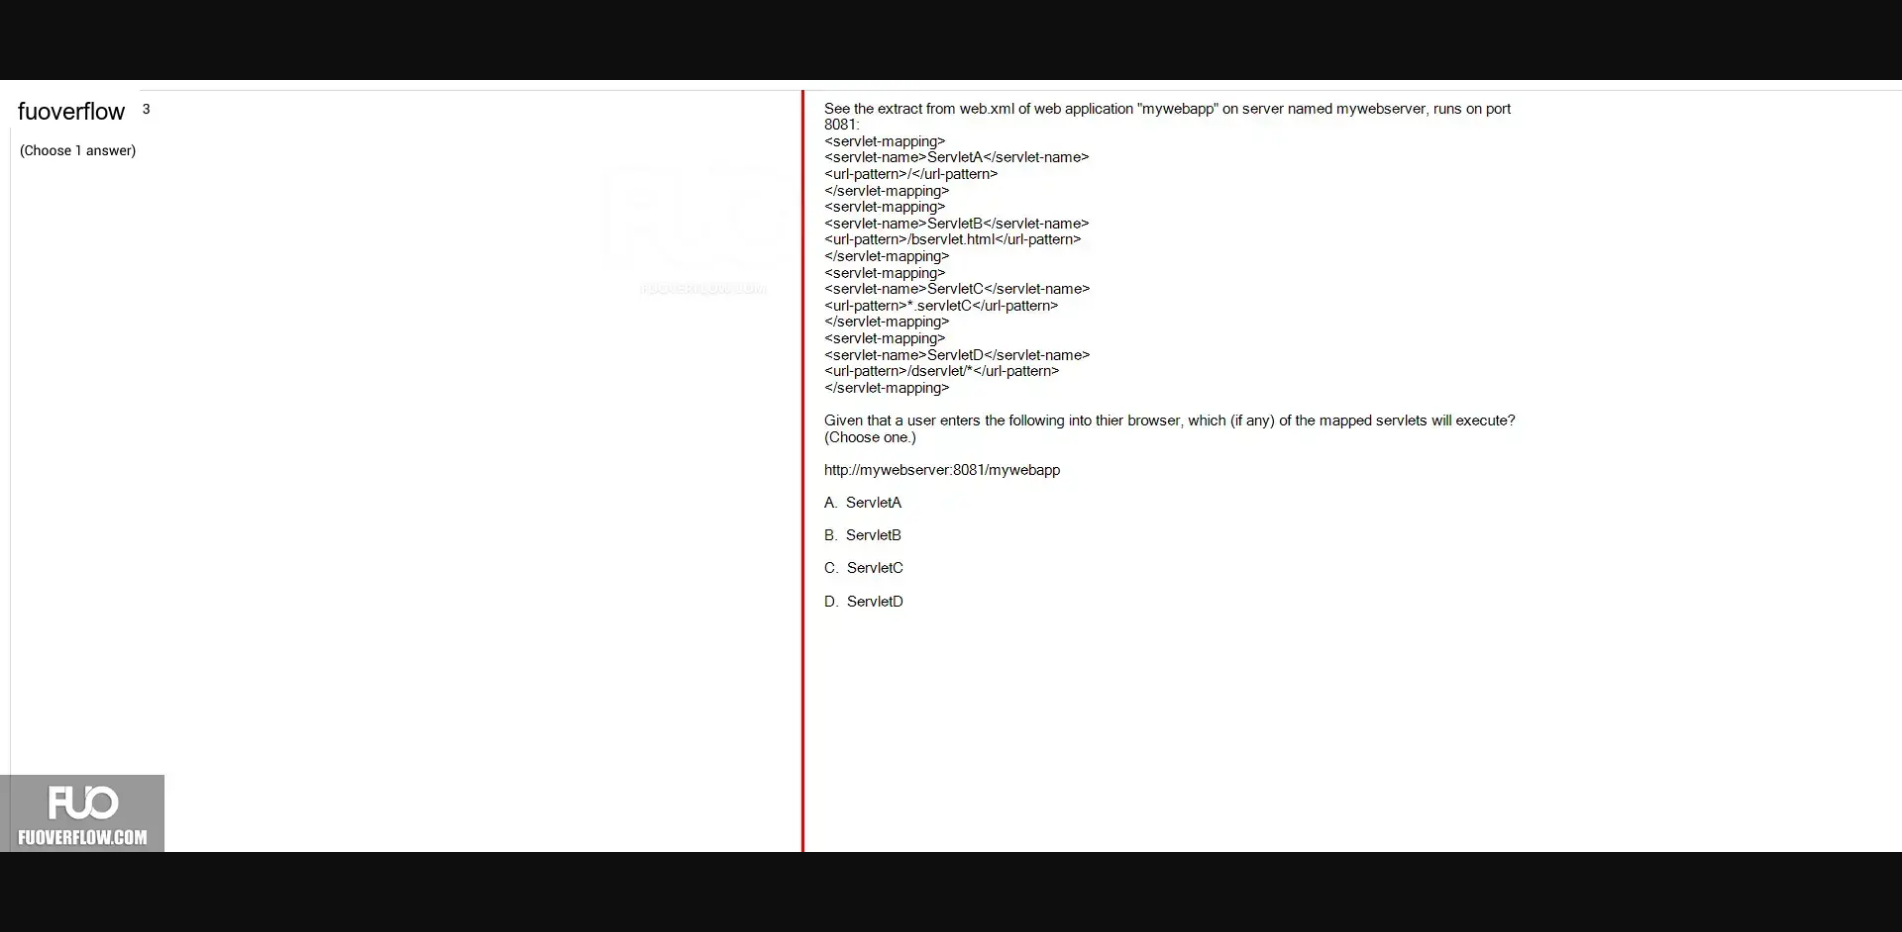 fuoverflow 3
(Choose 1 answer)
See the extract from web.xml of web application "mywebapp" on server named mywebserver, runs on port
8081:
<servlet-mapping>
<servlet-name>ServletA</servlet-name>
<url-pattern>/</url-pattern>
</servlet-mapping>
<servlet-mapping>
<servlet-name>ServletB</servlet-name>
<url-pattern>/bservlet.html</url-pattern>
</servlet-mapping>
<servlet-mapping>
<servlet-name>ServletC</servlet-name>
<url-pattern>*.servletC</url-pattern>
</servlet-mapping>
<servlet-mapping>
<servlet-name>ServletD</servlet-name>
<url-pattern>/dservlet/*</url-pattern>
</servlet-mapping>
Given that a user enters the following into thier browser, which (if any) of the mapped servlets will execute?
(Choose one.)
http://mywebserver:8081/mywebapp
A. ServletA
B. ServletB
C. ServletC
D. ServletD
FUO
FUOVERFLOW.COM
FUO
FUOVERFLOW.COM